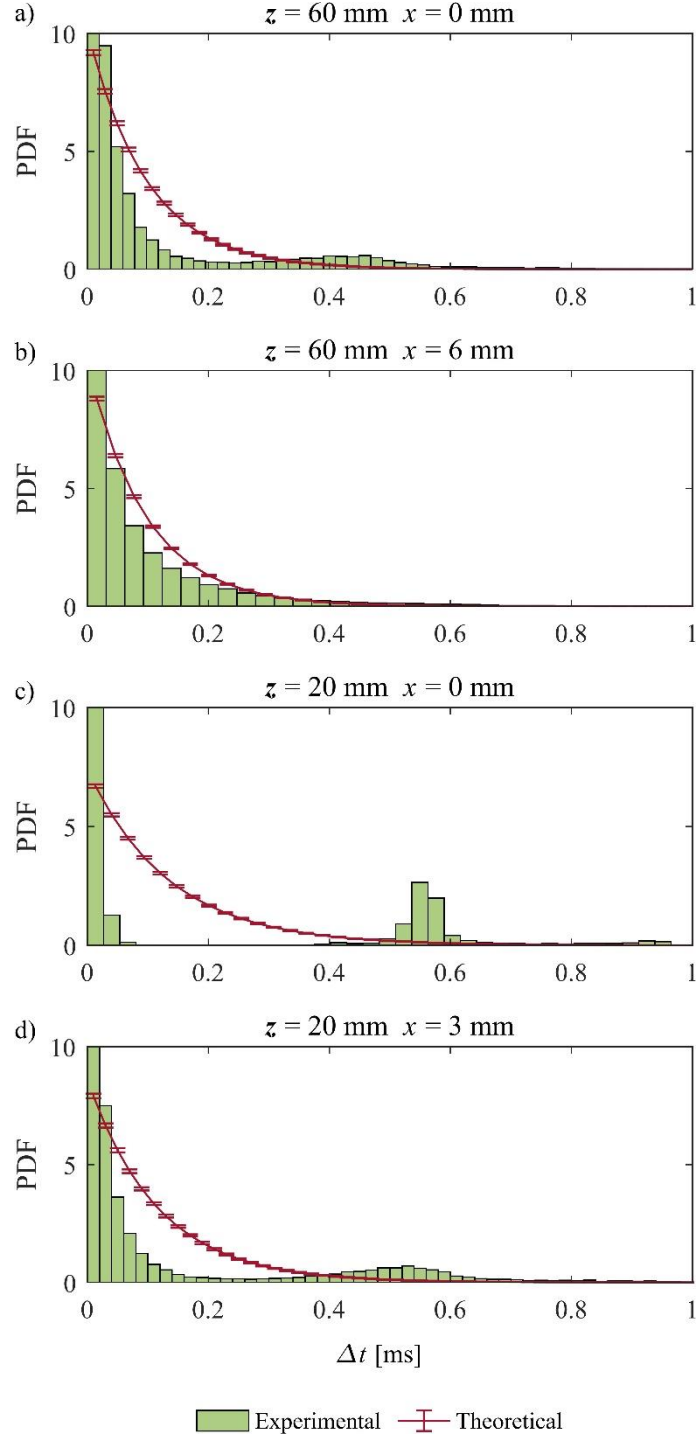 a)
z = 60 mm x = 0 mm
10
5
0
PDF
0 0.2 0.4 0.6 0.8 1
b)
z = 60 mm x = 6 mm
10
5
0
PDF
0 0.2 0.4 0.6 0.8 1
c)
z = 20 mm x = 0 mm
10
5
0
PDF
0 0.2 0.4 0.6 0.8 1
d)
z = 20 mm x = 3 mm
10
5
0
PDF
0 0.2 0.4 0.6 0.8 1
Δt [ms]
Experimental Theoretical